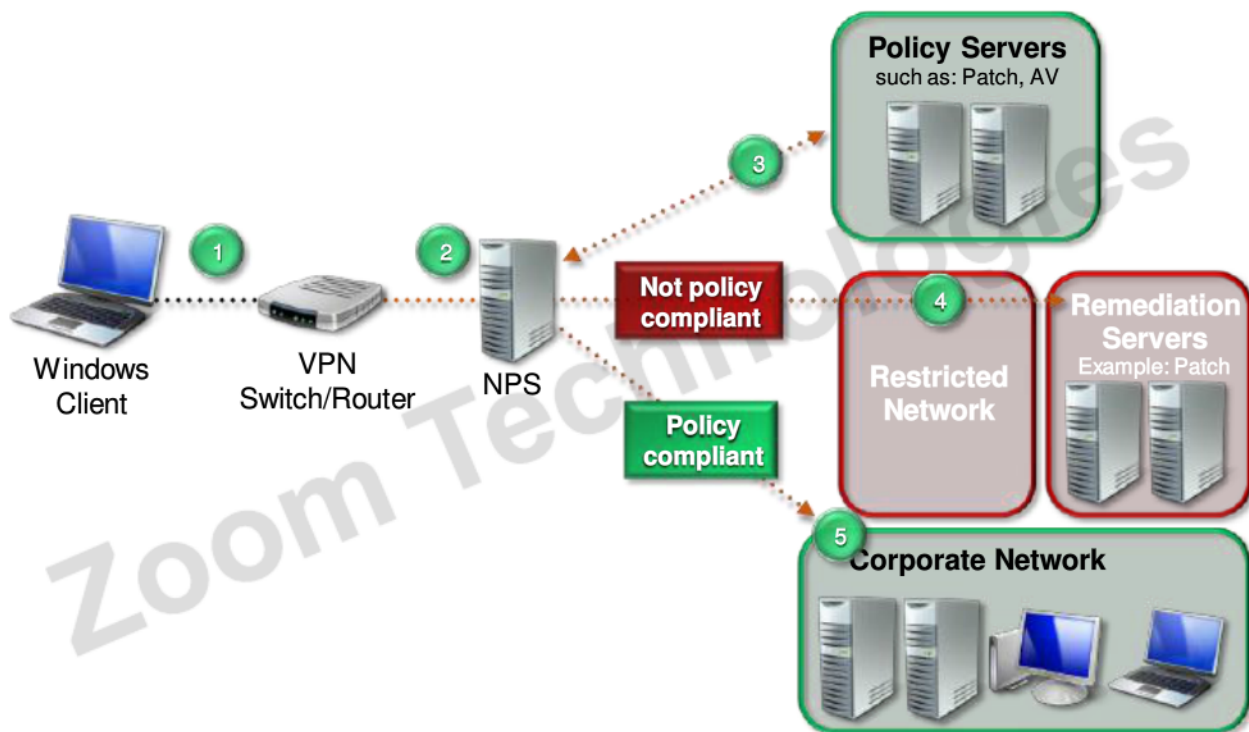 Policy Servers
such as: Patch, AV
3
1
2
Not policy
compliant
4
Remediation
Servers
Example: Patch
Restricted
Network
Windows
Client
VPN
Switch/Router
NPS
Policy
compliant
5
Corporate Network
Zoom Technologies